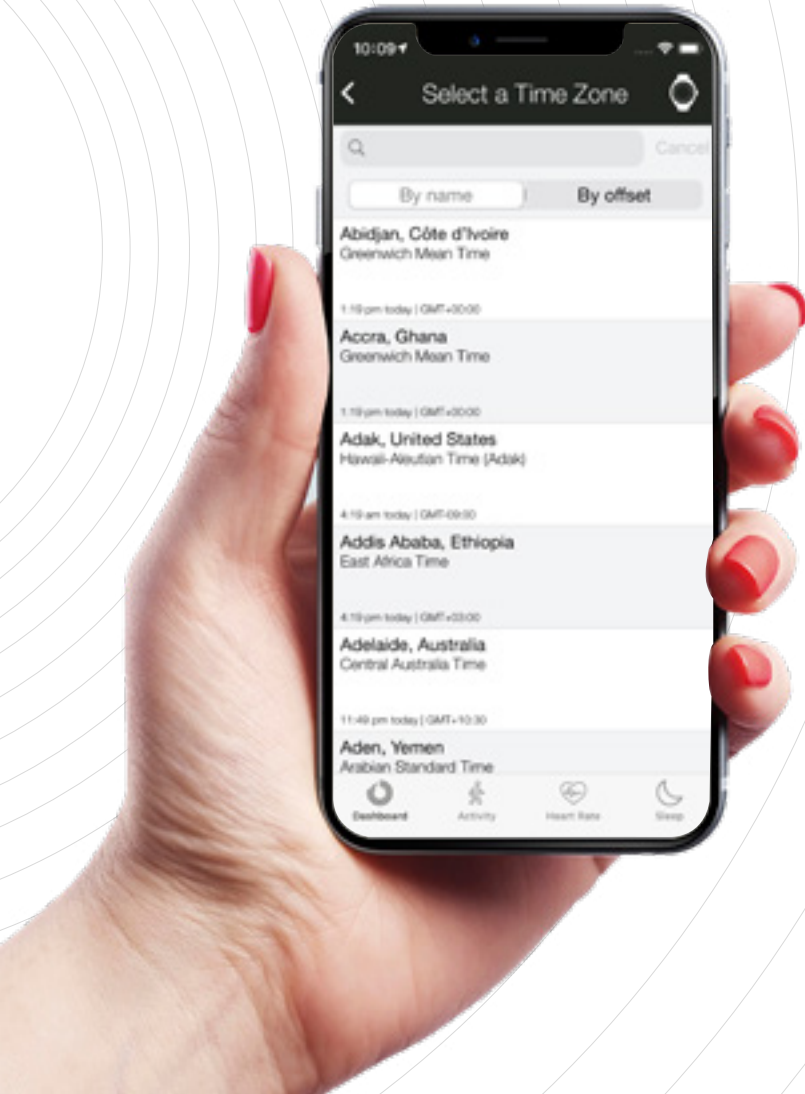 10:09
Select a Time Zone
Cancel
By name
By offset
Abidjan, Côte d'Ivoire
Greenwich Mean Time
1:19 pm today | GMT+00:00
Accra, Ghana
Greenwich Mean Time
1:19 pm today | GMT+00:00
Adak, United States
Hawaii-Aleutian Time (Adak)
4:19 am today | GMT-09:00
Addis Ababa, Ethiopia
East Africa Time
4:19 pm today | GMT+03:00
Adelaide, Australia
Central Australia Time
11:49 pm today | GMT+10:30
Aden, Yemen
Arabian Standard Time
Dashboard
Activity
Heart Rate
Sleep